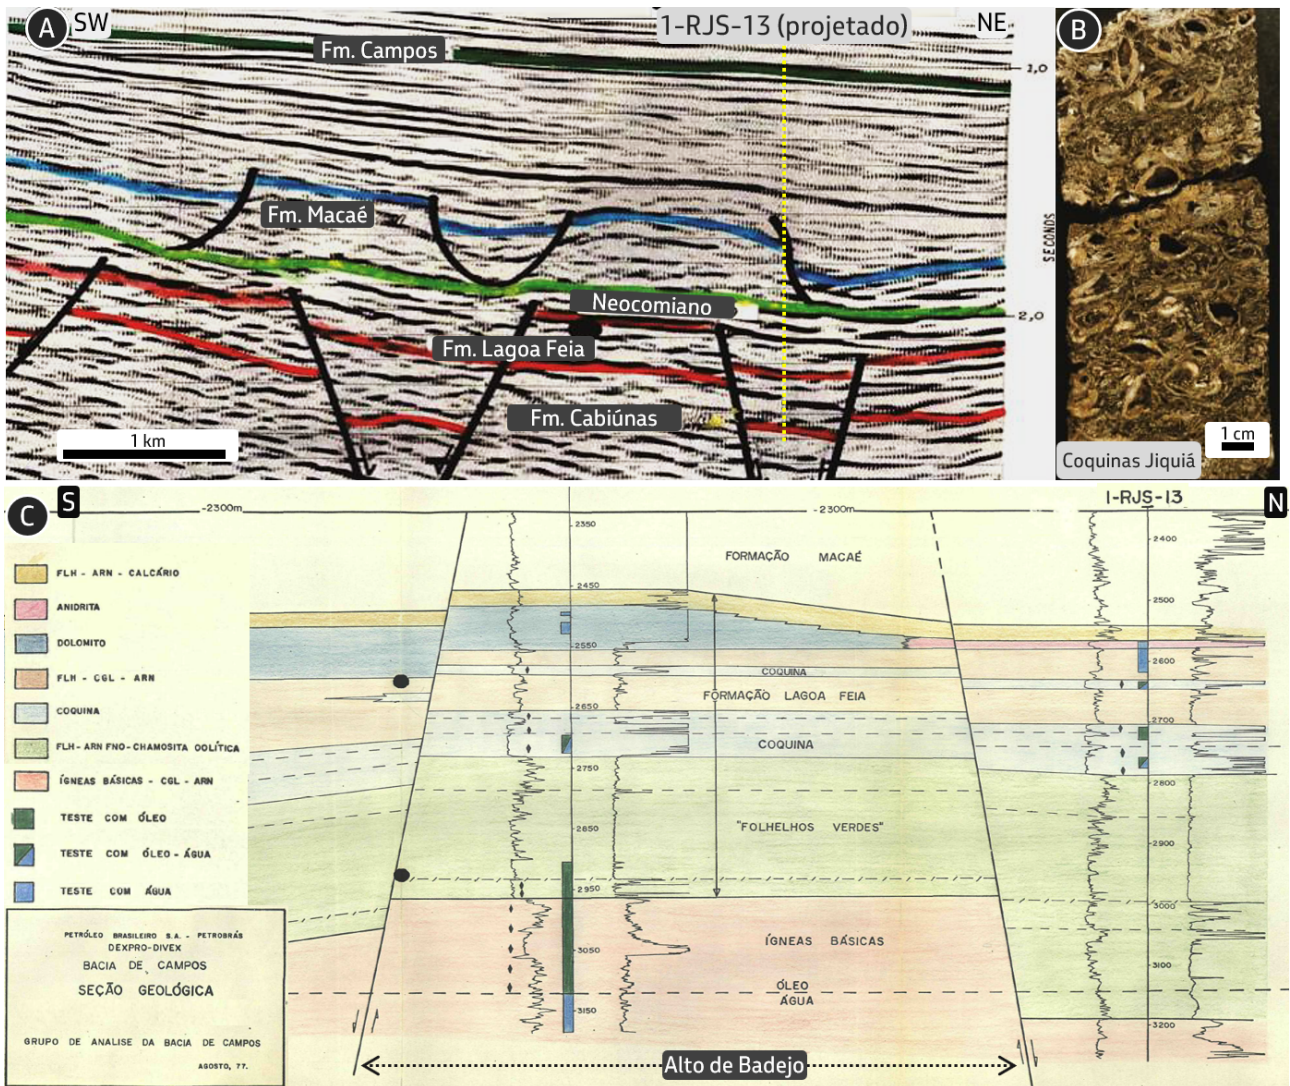 A
SW
1-RJS-13 (projetado)
NE
Fm. Campos
1,0
Fm. Macaé
SECONDS
Neocomiano
2,0
Fm. Lagoa Feia
Fm. Cabiúnas
1 km
B
1 cm
Coquinas Jiquiá
C
S
-2300m
-2300m
1-RJS-13
N
FLH - ARN - CALCÁRIO
ANIDRITA
DOLOMITO
FLH - CGL - ARN
COQUINA
FLH-ARN FNO-CHAMOSITA OOLÍTICA
ÍGNEAS BÁSICAS - CGL - ARN
TESTE COM ÓLEO
TESTE COM ÓLEO-ÁGUA
TESTE COM ÁGUA
PETRÓLEO BRASILEIRO S.A. - PETROBRÁS
DEXPRO-DIVEX
BACIA DE CAMPOS
SEÇÃO GEOLÓGICA
GRUPO DE ANALISE DA BACIA DE CAMPOS
AGOSTO, 77.
2350
2450
2550
2650
2750
2650
2950
3050
3150
FORMAÇÃO MACAÉ
COQUINA
FORMAÇÃO LAGOA FEIA
COQUINA
"FOLHELHOS VERDES"
ÍGNEAS BÁSICAS
ÓLEO
ÁGUA
2400
2500
2600
2700
2800
2900
3000
3100
3200
Alto de Badejo